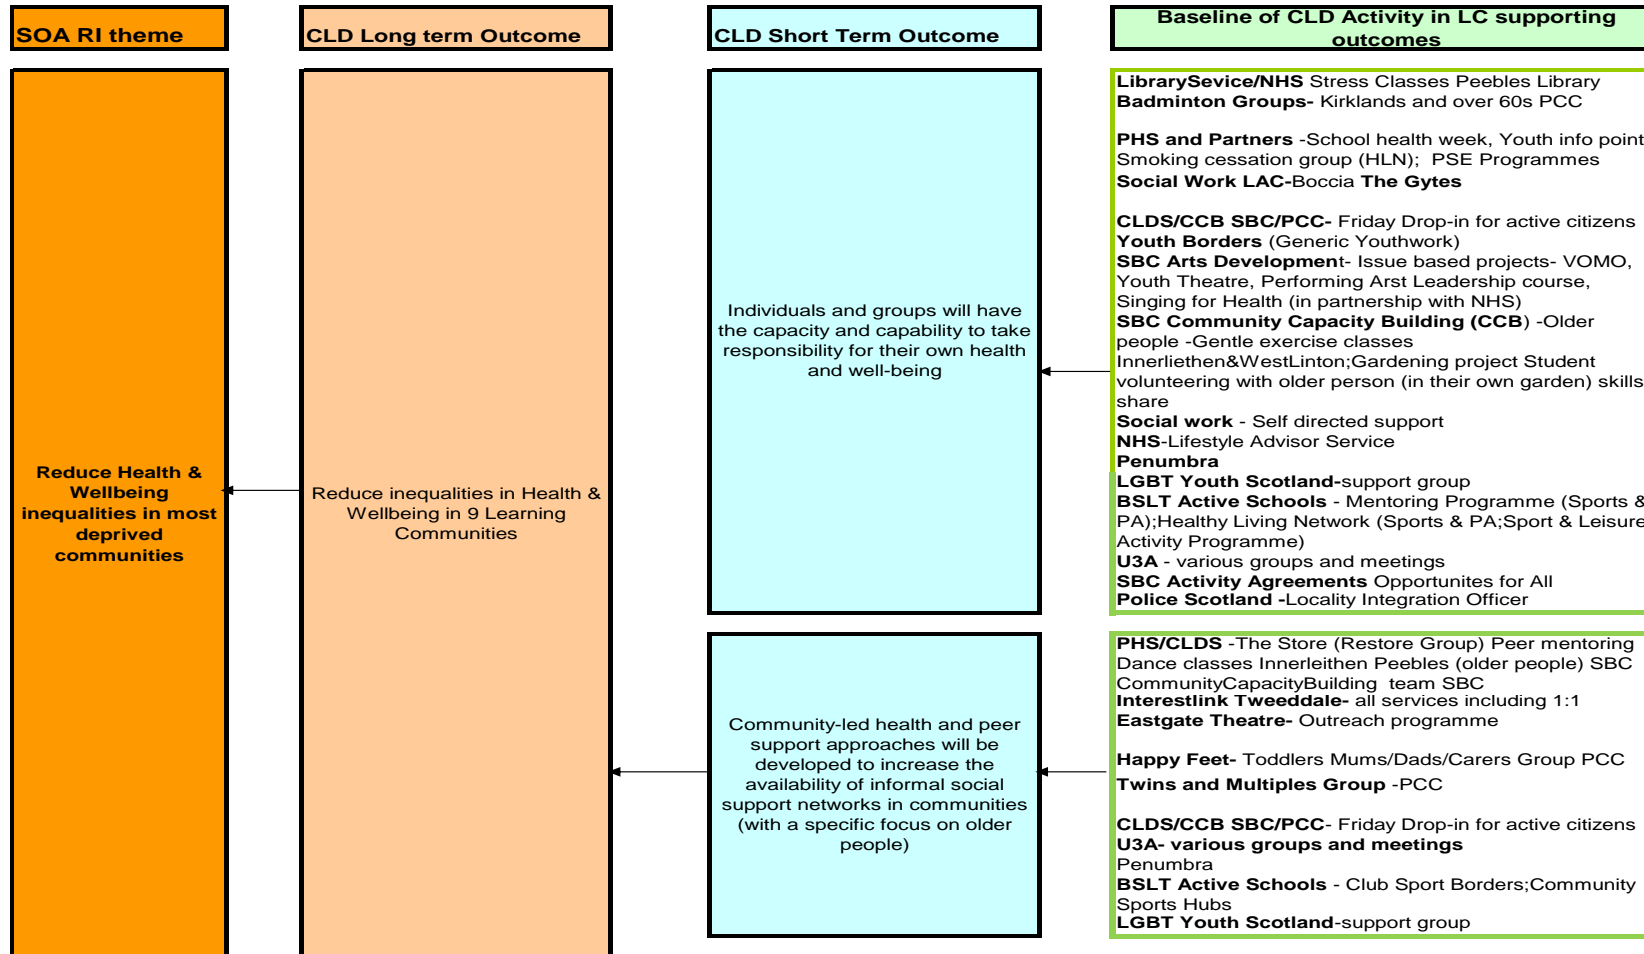 SOA RI theme
CLD Long term Outcome
CLD Short Term Outcome
Baseline of CLD Activity in LC supporting
outcomes
Reduce Health &
Wellbeing
inequalities in most
deprived
communities
Reduce inequalities in Health &
Wellbeing in 9 Learning
Communities
Individuals and groups will have
the capacity and capability to take
responsibility for their own health
and well-being
LibrarySevice/NHS Stress Classes Peebles Library
Badminton Groups- Kirklands and over 60s PCC
PHS and Partners -School health week, Youth info point
Smoking cessation group (HLN); PSE Programmes
Social Work LAC-Boccia The Gytes
CLDS/CCB SBC/PCC- Friday Drop-in for active citizens
Youth Borders (Generic Youthwork)
SBC Arts Development- Issue based projects- VOMO,
Youth Theatre, Performing Arst Leadership course,
Singing for Health (in partnership with NHS)
SBC Community Capacity Building (CCB) -Older
people -Gentle exercise classes
Innerliethen&WestLinton;Gardening project Student
volunteering with older person (in their own garden) skills
share
Social work - Self directed support
NHS-Lifestyle Advisor Service
Penumbra
LGBT Youth Scotland-support group
BSLT Active Schools - Mentoring Programme (Sports &
PA);Healthy Living Network (Sports & PA;Sport & Leisure
Activity Programme)
U3A - various groups and meetings
SBC Activity Agreements Opportunites for All
Police Scotland -Locality Integration Officer
Community-led health and peer
support approaches will be
developed to increase the
availability of informal social
support networks in communities
(with a specific focus on older
people)
PHS/CLDS -The Store (Restore Group) Peer mentoring
Dance classes Innerleithen Peebles (older people) SBC
CommunityCapacityBuilding team SBC
Interestlink Tweeddale- all services including 1:1
Eastgate Theatre- Outreach programme
Happy Feet- Toddlers Mums/Dads/Carers Group PCC
Twins and Multiples Group -PCC
CLDS/CCB SBC/PCC- Friday Drop-in for active citizens
U3A- various groups and meetings
Penumbra
BSLT Active Schools - Club Sport Borders;Community
Sports Hubs
LGBT Youth Scotland-support group